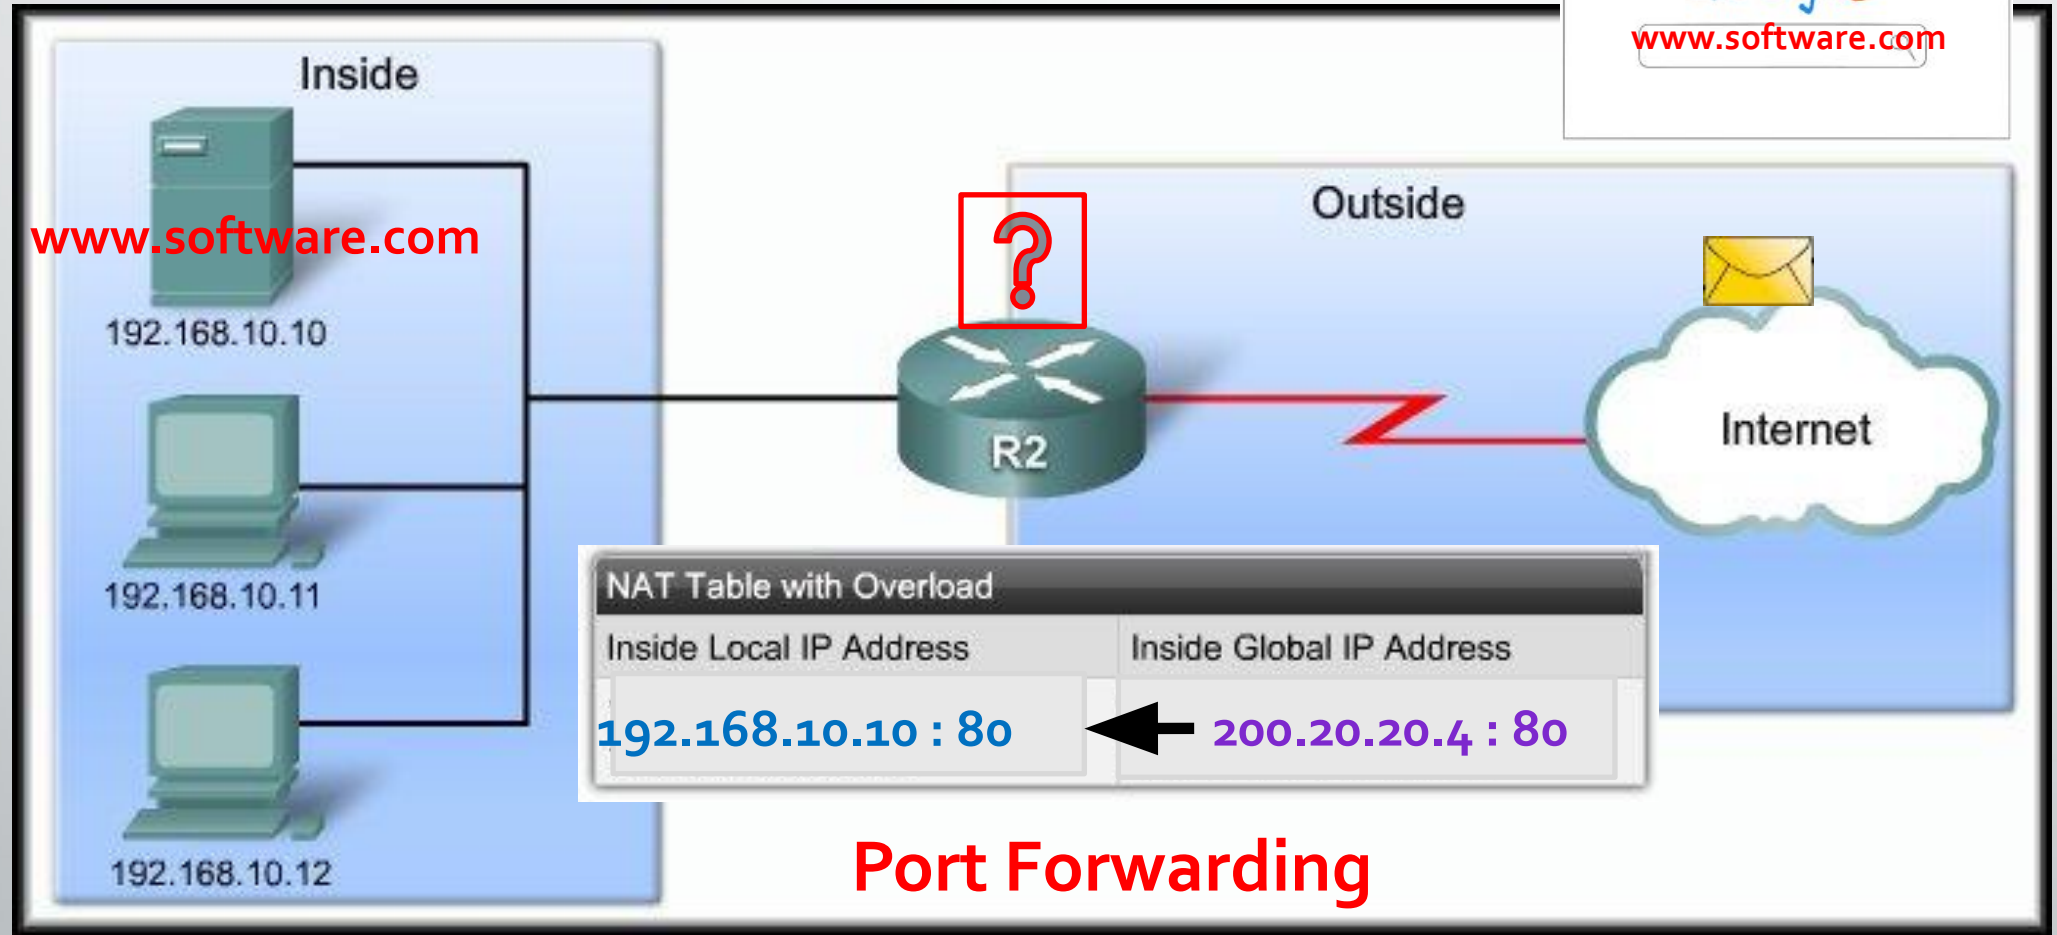 www.software.com
Inside
Outside
www.software.com
192.168.10.10
R2
Internet
192.168.10.11
NAT Table with Overload
Inside Local IP Address Inside Global IP Address
192.168.10.10 : 80 200.20.20.4 : 80
192.168.10.12
Port Forwarding